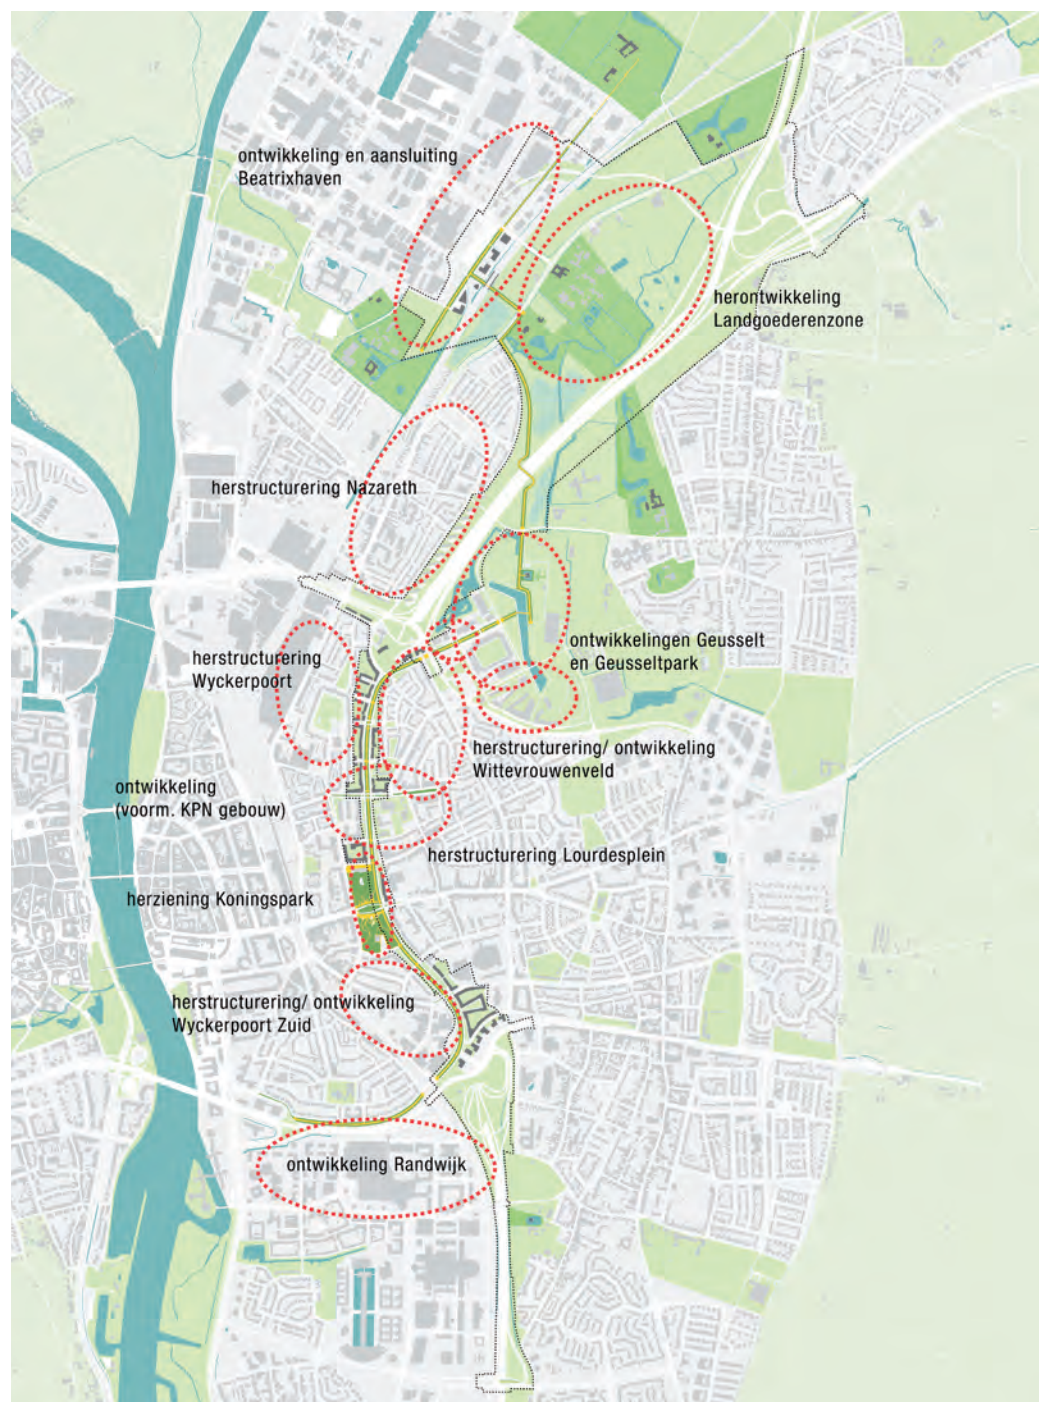 ontwikkeling en aansluiting
Beatrixhaven
herontwikkeling
Landgoederenzone
herstructurering Nazareth
ontwikkelingen Geusselt
en Geusseltpark
herstructurering
Wyckerpoort
herstructurering/ ontwikkeling
Wittevrouwenveld
ontwikkeling
(voorm. KPN gebouw)
herstructurering Lourdesplein
herziening Koningspark
herstructurering/ ontwikkeling
Wyckerpoort Zuid
ontwikkeling Randwijk